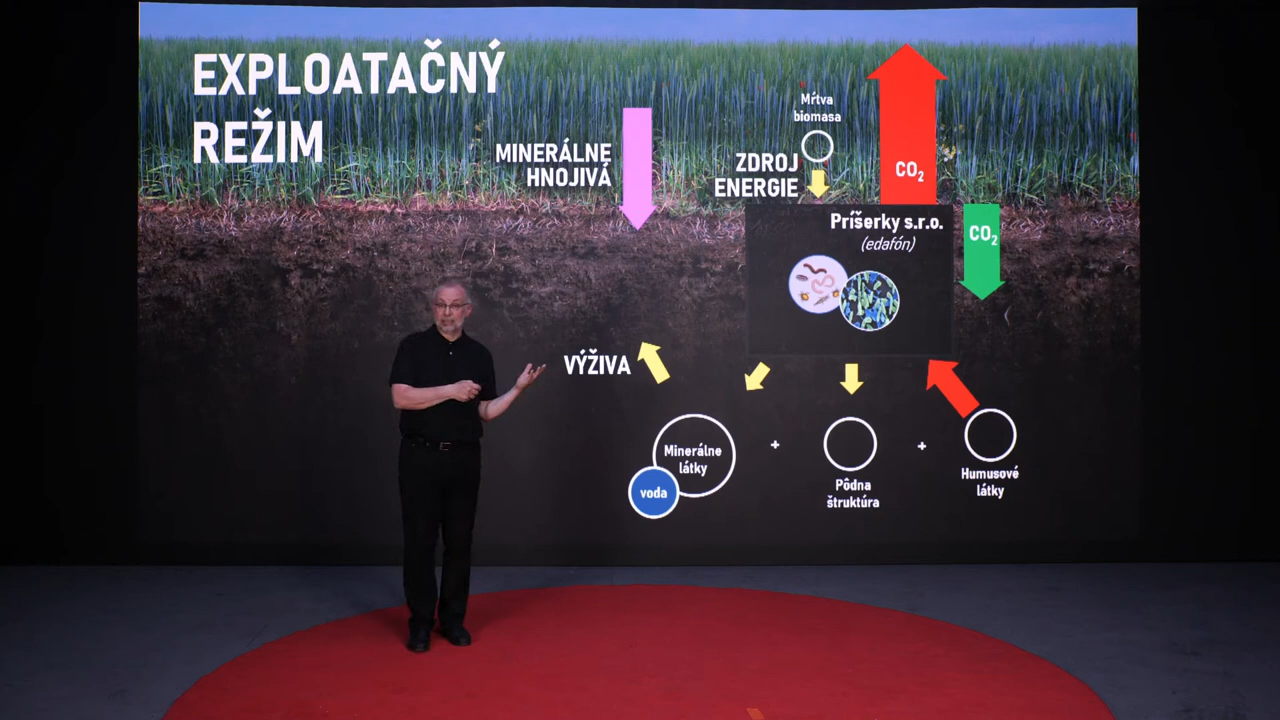 EXPLOATAČNÝ
REŽIM
MINERÁLNE
HNOJIVÁ
Mŕtva
biomasa
ZDROJ
ENERGIE
CO₂
Príšerky s.r.o.
(edafón)
CO₂
VÝŽIVA
Minerálne
látky
voda
+
Pôdna
štruktúra
+
Humusové
látky